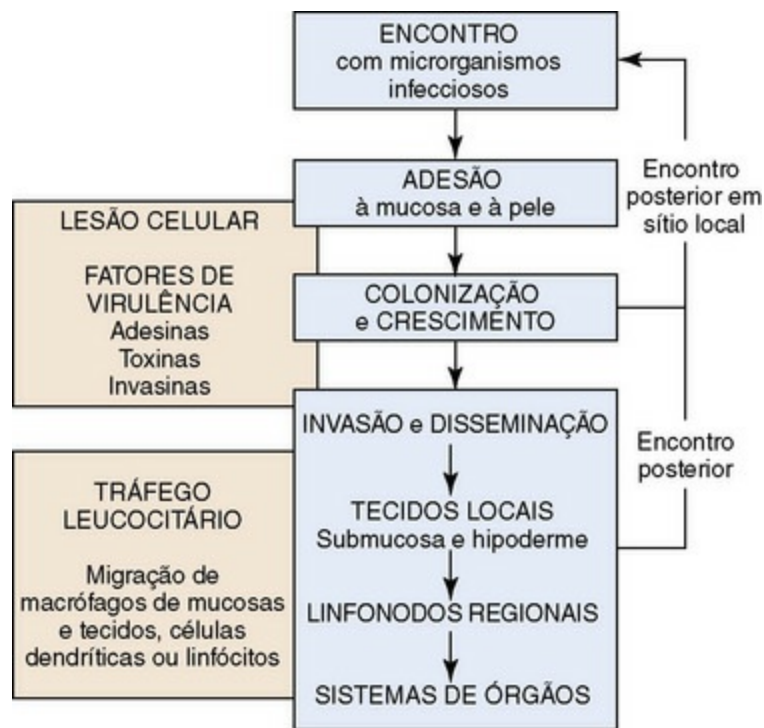 ENCONTRO
com microrganismos
infecciosos
ADESÃO
à mucosa e à pele
Encontro
posterior em
sítio local
LESÃO CELULAR
FATORES DE
VIRULÊNCIA
Adesinas
Toxinas
Invasinas
COLONIZAÇÃO
e CRESCIMENTO
INVASÃO e DISSEMINAÇÃO
Encontro
posterior
TECIDOS LOCAIS
Submucosa e hipoderme
TRÁFEGO
LEUCOCITÁRIO
Migração de
macrófagos de mucosas
e tecidos, células
dendríticas ou linfócitos
LINFONODOS REGIONAIS
SISTEMAS DE ÓRGÃOS